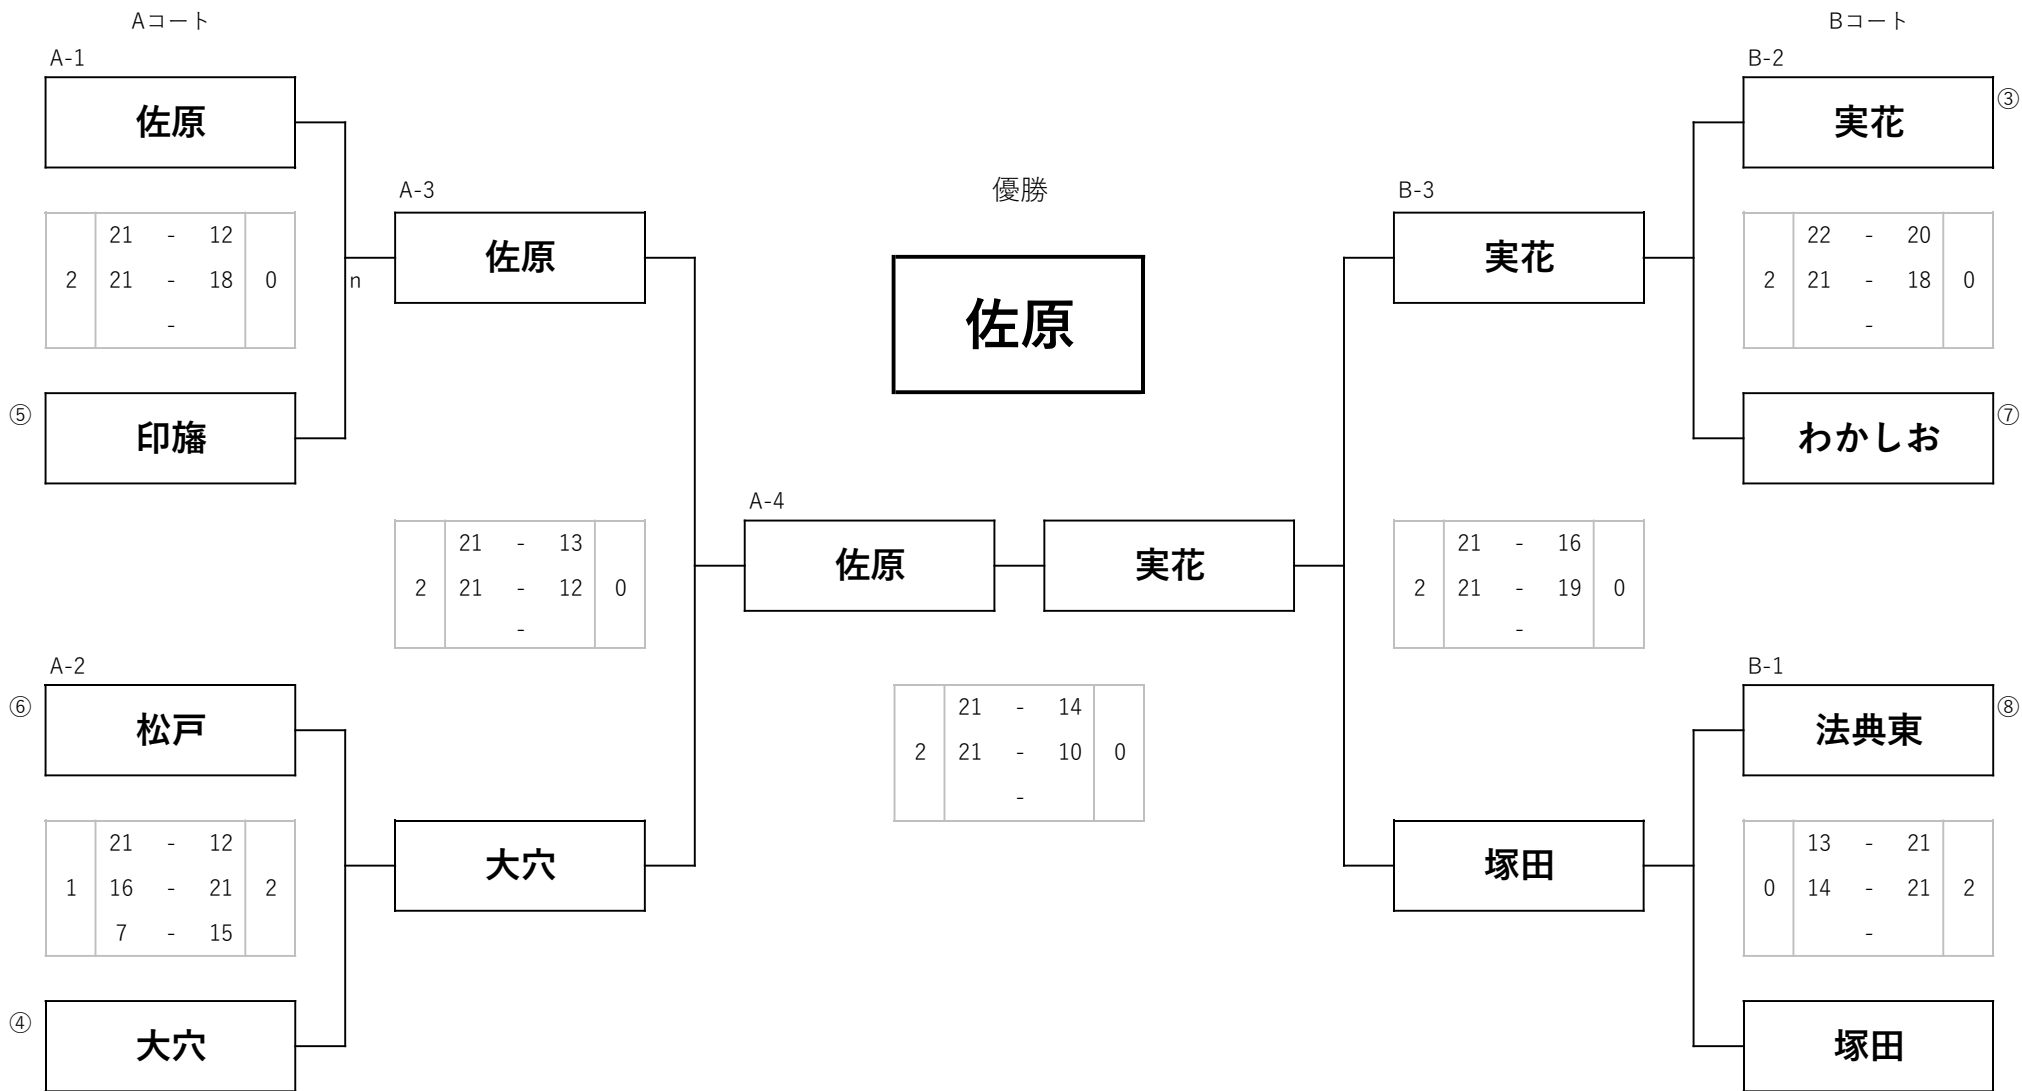 Aコート
Bコート
A-1
B-2
佐原
実花
③
A-3
優勝
B-3
21 - 12
2 21 - 18 0
-
n
佐原
佐原
実花
22 - 20
2 21 - 18 0
-
⑤
印旛
わかしお
⑦
A-4
21 - 13
2 21 - 12 0
-
佐原
実花
21 - 16
2 21 - 19 0
-
A-2
B-1
⑥
松戸
21 - 14
2 21 - 10 0
-
法典東
⑧
21 - 12
1 16 - 21 2
7 - 15
大穴
塚田
13 - 21
0 14 - 21 2
-
④
大穴
塚田